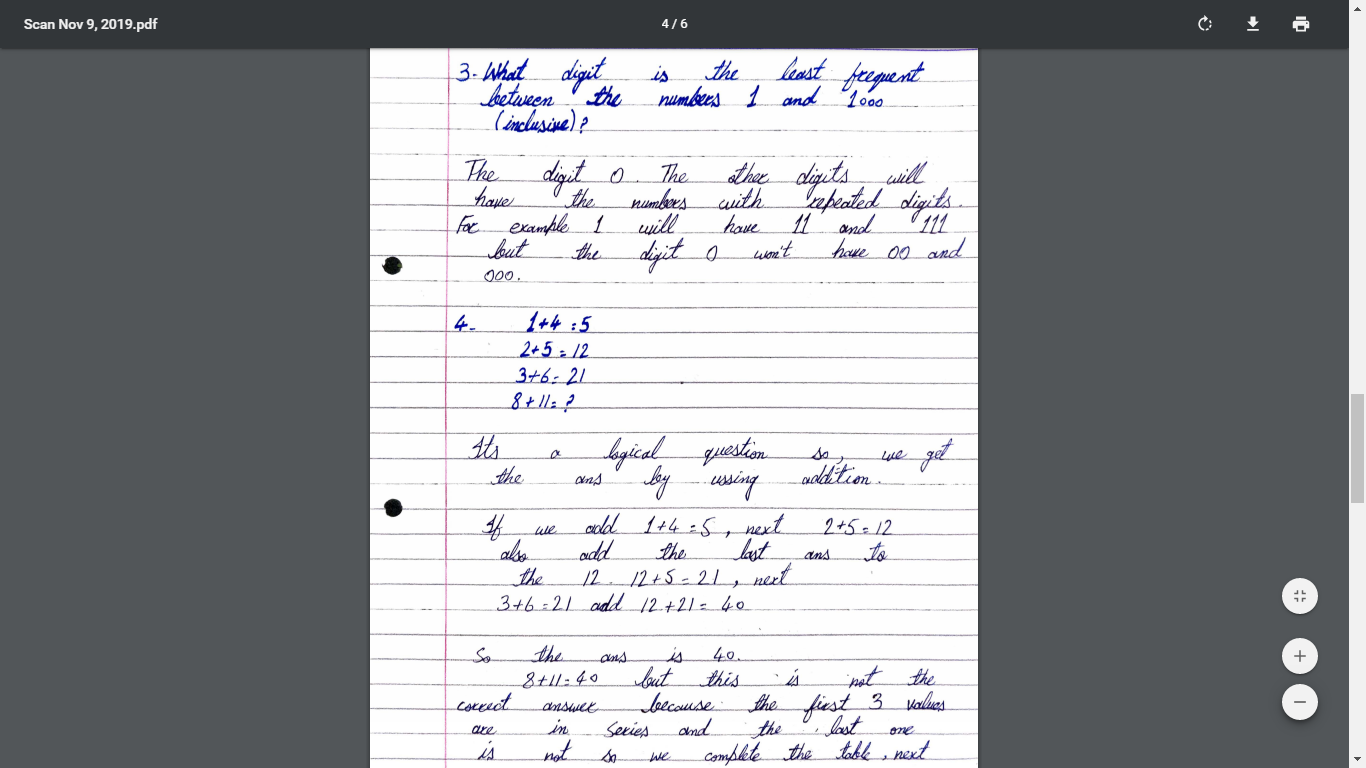 Scan Nov 9, 2019.pdf
4 / 6
3- What digit is the least frequent
between the numbers 1 and 1000
(inclusive)?
The digit 0. The other digits will
have the numbers with repeated digits.
For example 1 will have 11 and 111
but the digit 0 won't have 00 and
000.
4- 1+4 = 5
2+5 = 12
3+6 = 21
8+11 = ?
Its a logical question so, we get
the ans by ussing addition.
If we add 1+4 = 5, next 2+5 = 12
also add the last ans to
the 12. 12+5 = 21, next
3+6 = 21 add 12+21 = 40
So the ans is 40.
8+11 = 40 but this is not the
correct answer because the first 3 values
are in series and the last one
is not so we complete the table, next